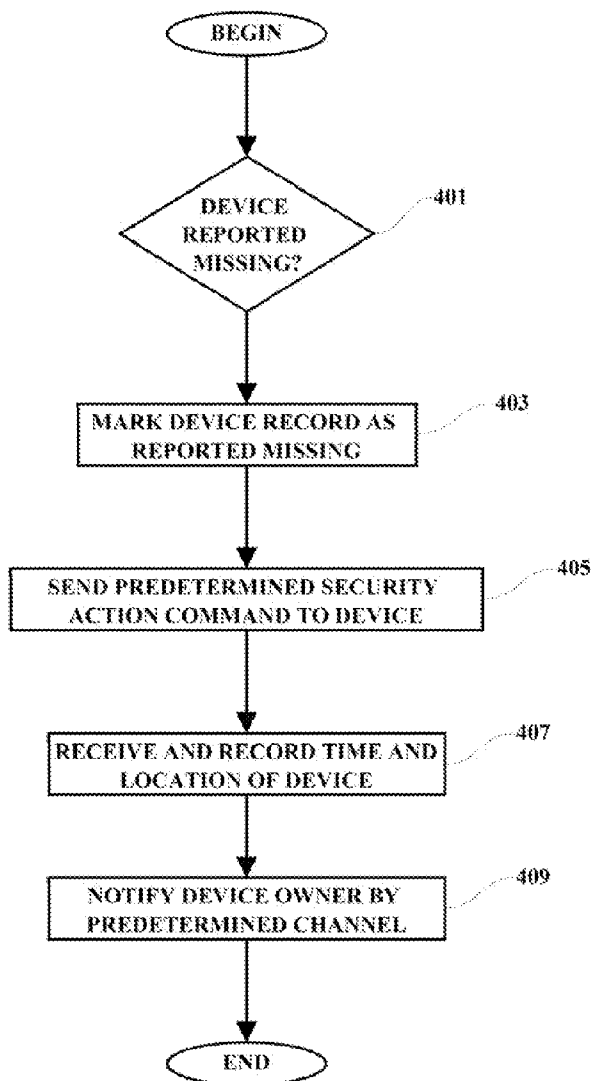 BEGIN
DEVICE
REPORTED
MISSING?
401
MARK DEVICE RECORD AS
REPORTED MISSING
403
SEND PREDETERMINED SECURITY
ACTION COMMAND TO DEVICE
405
RECEIVE AND RECORD TIME AND
LOCATION OF DEVICE
407
NOTIFY DEVICE OWNER BY
PREDETERMINED CHANNEL
409
END